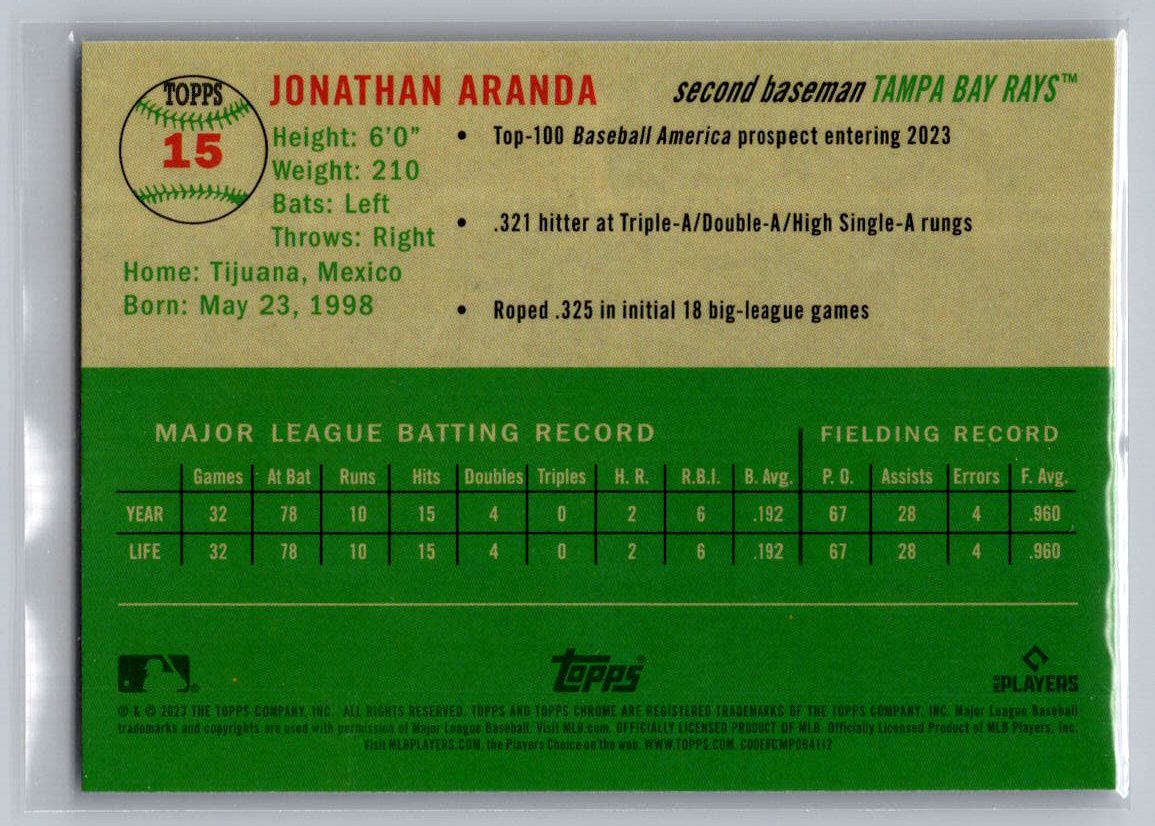 TOPPS
15
JONATHAN ARANDA
second baseman TAMPA BAY RAYS™
Height: 6'0"
Weight: 210
Bats: Left
Throws: Right
Home: Tijuana, Mexico
Born: May 23, 1998
• Top-100 Baseball America prospect entering 2023
• .321 hitter at Triple-A/Double-A/High Single-A rungs
• Roped .325 in initial 18 big-league games
MAJOR LEAGUE BATTING RECORD FIELDING RECORD
Games At Bat Runs Hits Doubles Triples H. R. R.B.I. B. Avg. P. O. Assists Errors F. Avg.
YEAR 32 78 10 15 4 0 2 6 .192 67 28 4 .960
LIFE 32 78 10 15 4 0 2 6 .192 67 28 4 .960
topps®
MLB PLAYERS
® & © 2023 THE TOPPS COMPANY, INC. ALL RIGHTS RESERVED. TOPPS AND TOPPS CHROME ARE REGISTERED TRADEMARKS OF THE TOPPS COMPANY, INC. Major League Baseball
trademarks and copyrights are used with permission of Major League Baseball. Visit MLB.com. OFFICIALLY LICENSED PRODUCT OF MLB Officially Licensed Product of MLB Players, Inc.
Visit MLBPLAYERS.COM, the Players Choice on the web. WWW.TOPPS.COM, CODE#CMP064112